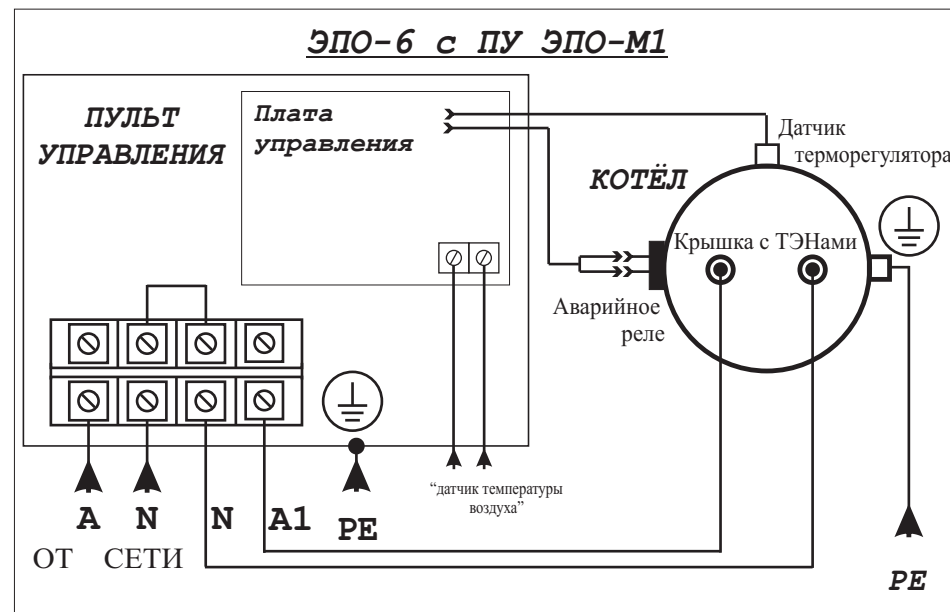 ЭПО-6 с ПУ ЭПО-М1
ПУЛЬТ
УПРАВЛЕНИЯ
Плата
управления
Датчик
терморегулятора
КОТЁЛ
Крышка с ТЭНами
Аварийное
реле
“датчик температуры
воздуха”
A N N A1 PE
ОТ СЕТИ
PE